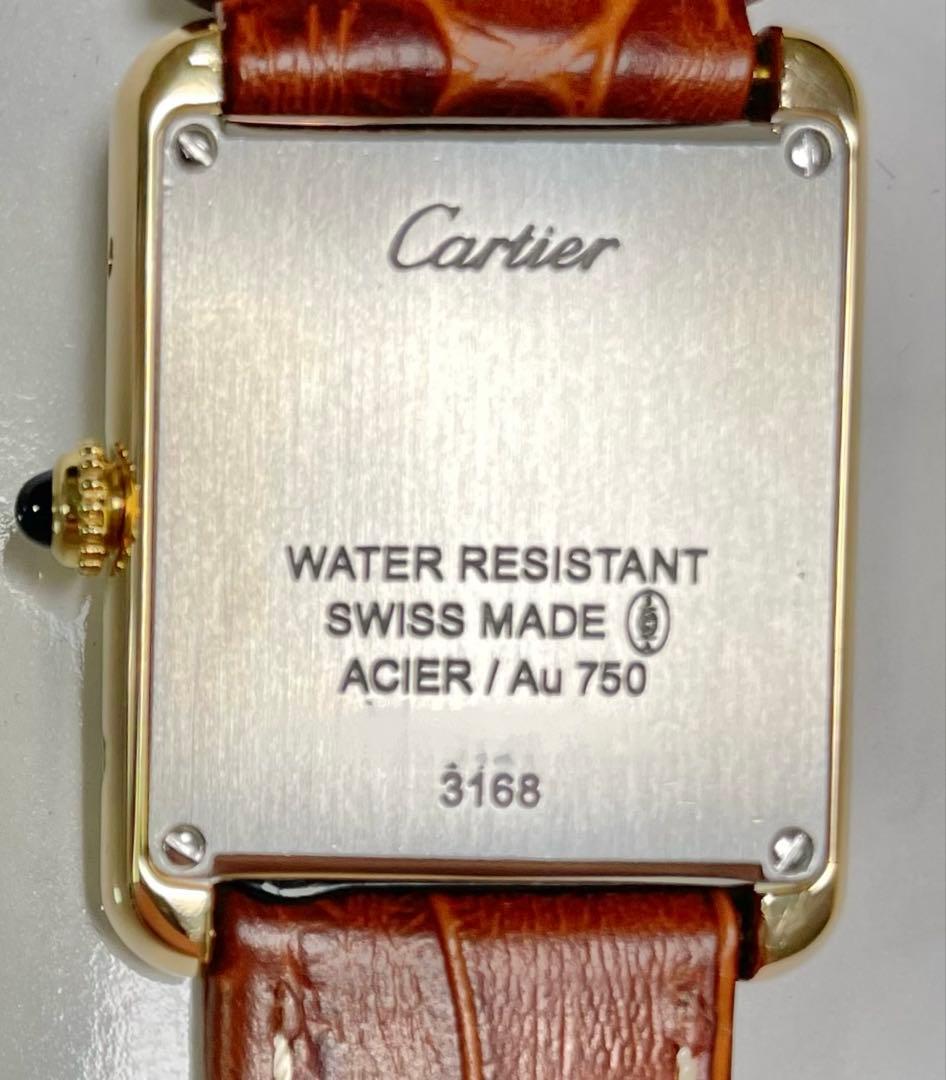 Cartier
WATER RESISTANT
SWISS MADE
ACIER / Au 750
3168